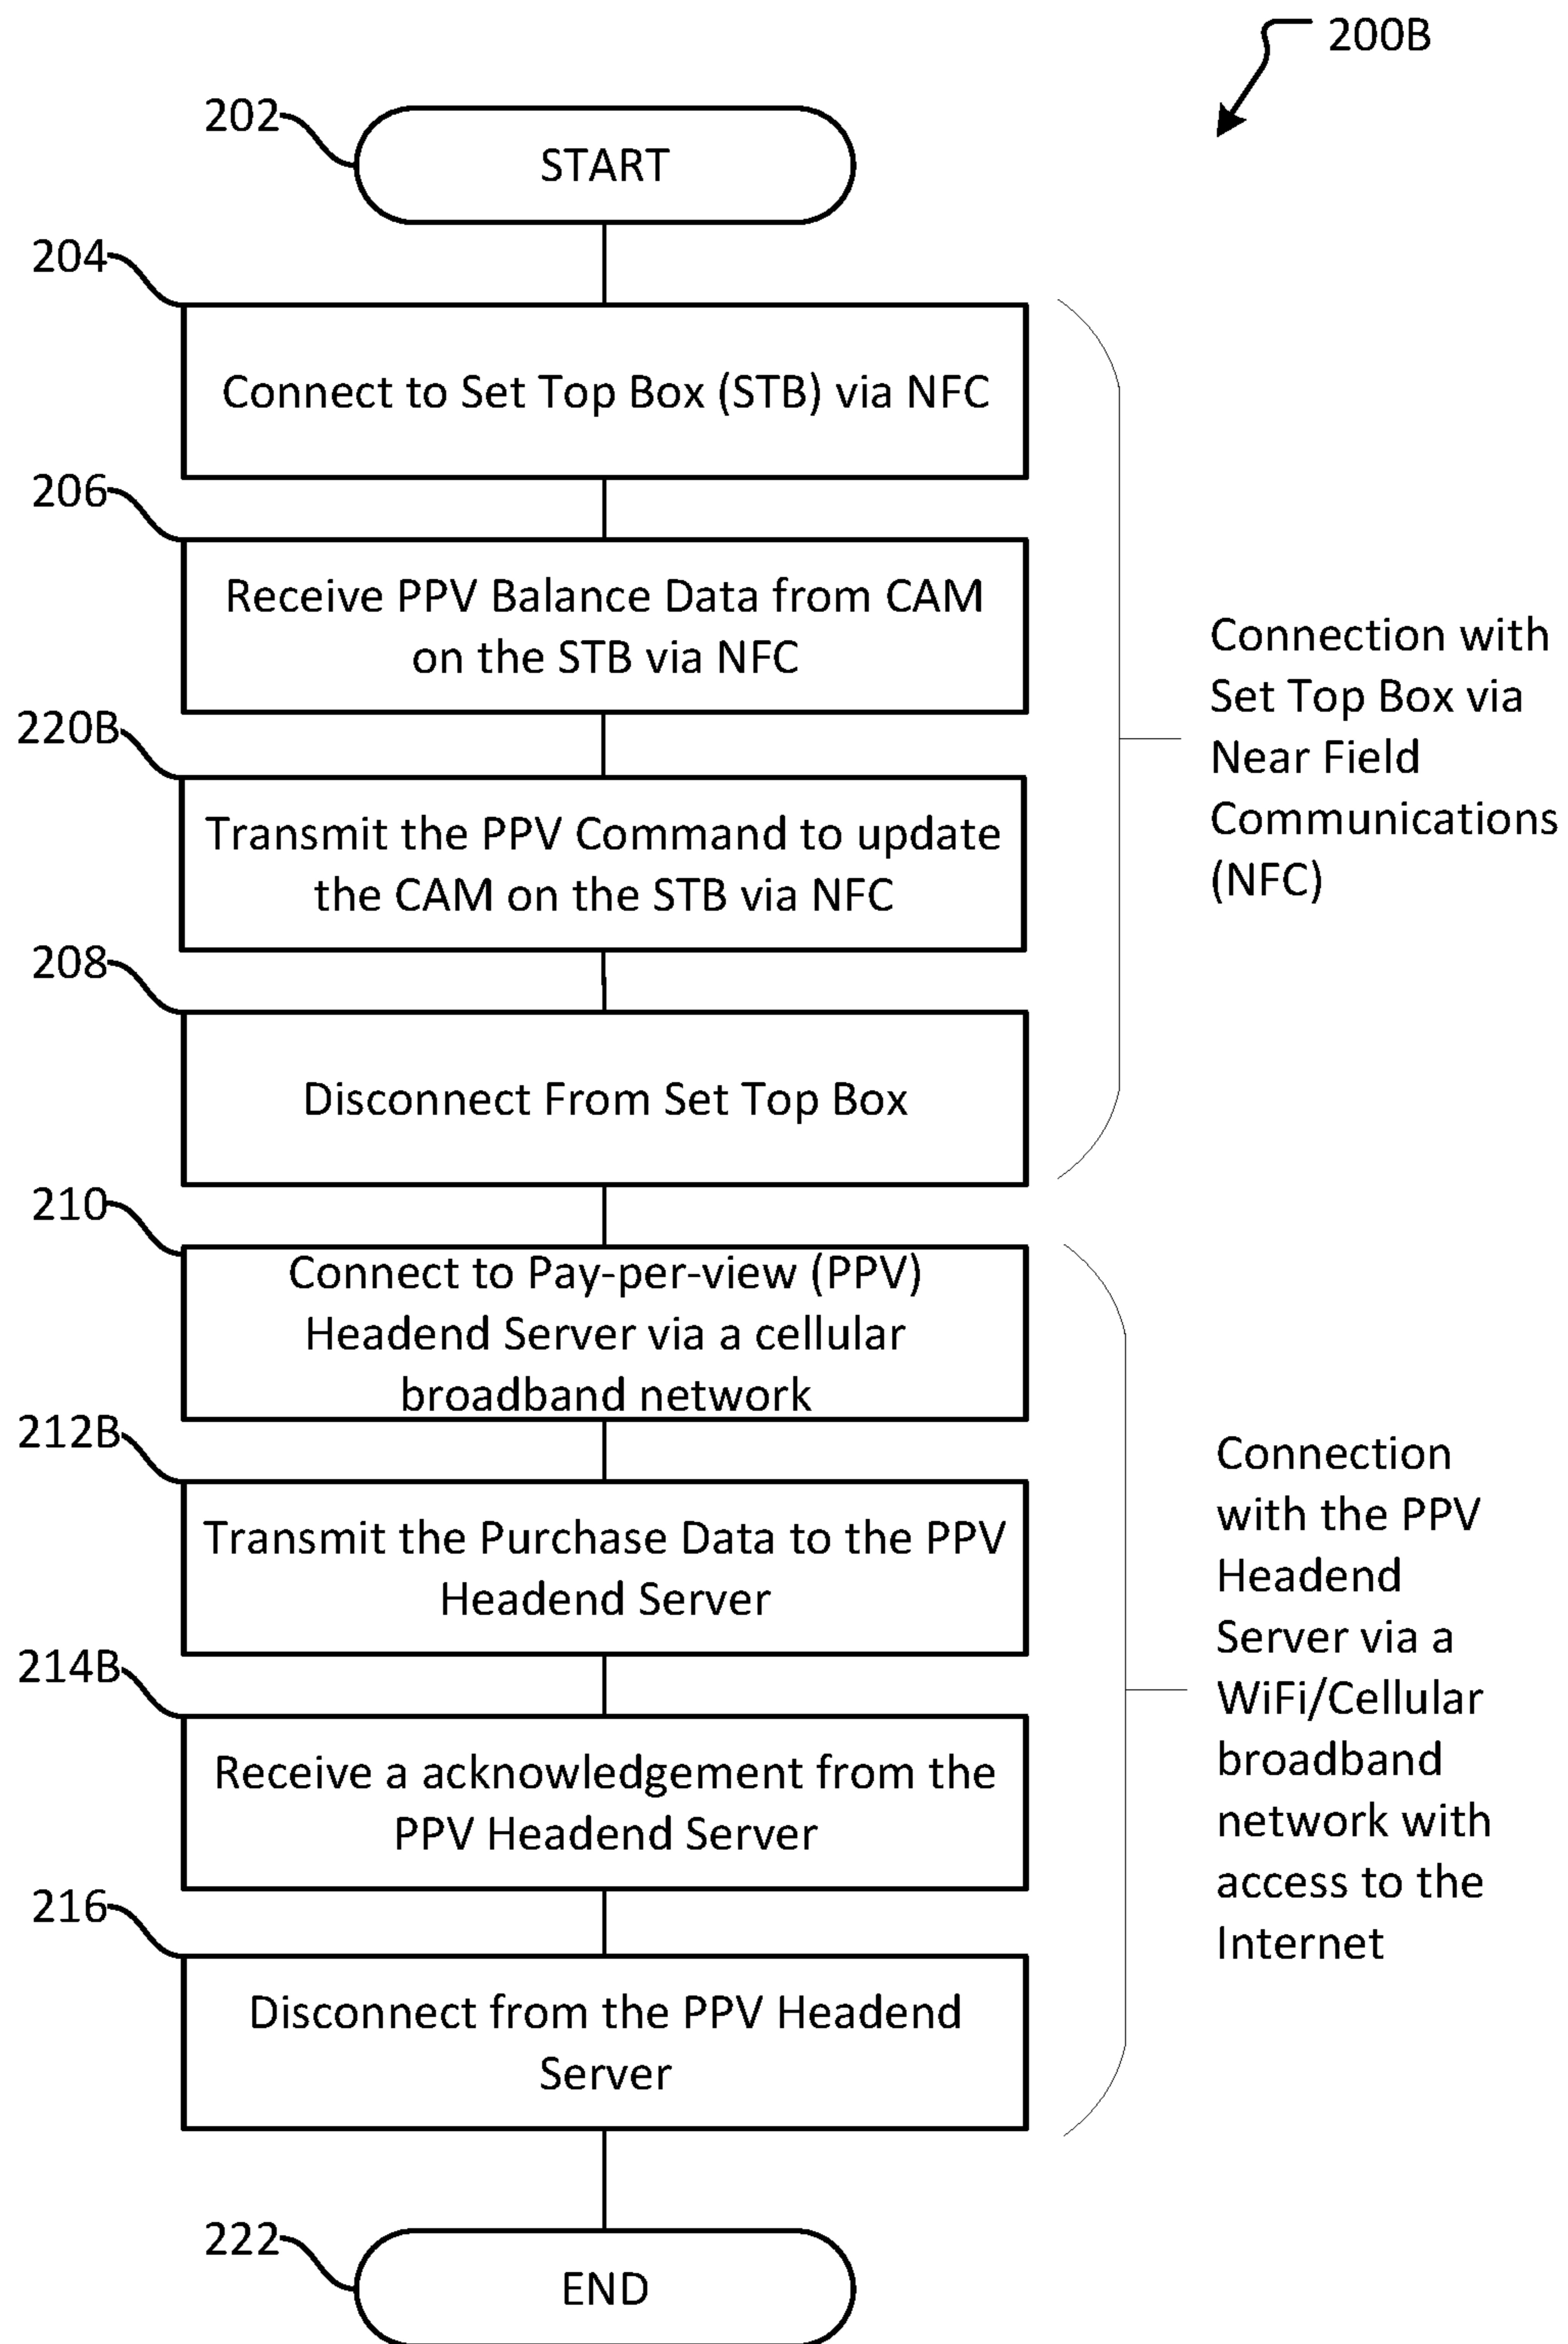 200B
202
START
204
Connect to Set Top Box (STB) via NFC
206
Receive PPV Balance Data from CAM
on the STB via NFC
220B
Transmit the PPV Command to update
the CAM on the STB via NFC
208
Disconnect From Set Top Box
Connection with
Set Top Box via
Near Field
Communications
(NFC)
210
Connect to Pay-per-view (PPV)
Headend Server via a cellular
broadband network
212B
Transmit the Purchase Data to the PPV
Headend Server
214B
Receive a acknowledgement from the
PPV Headend Server
216
Disconnect from the PPV Headend
Server
Connection
with the PPV
Headend
Server via a
WiFi/Cellular
broadband
network with
access to the
Internet
222
END